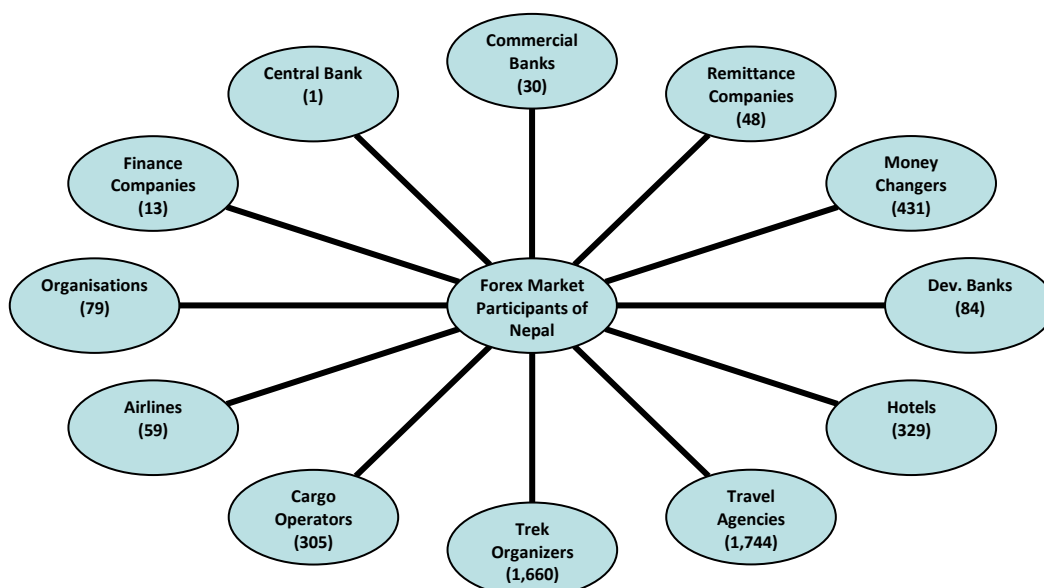 Commercial
Banks
(30)
Remittance
Companies
(48)
Money
Changers
(431)
Dev. Banks
(84)
Hotels
(329)
Travel
Agencies
(1,744)
Trek
Organizers
(1,660)
Cargo
Operators
(305)
Airlines
(59)
Organisations
(79)
Finance
Companies
(13)
Central Bank
(1)
Forex Market
Participants of
Nepal